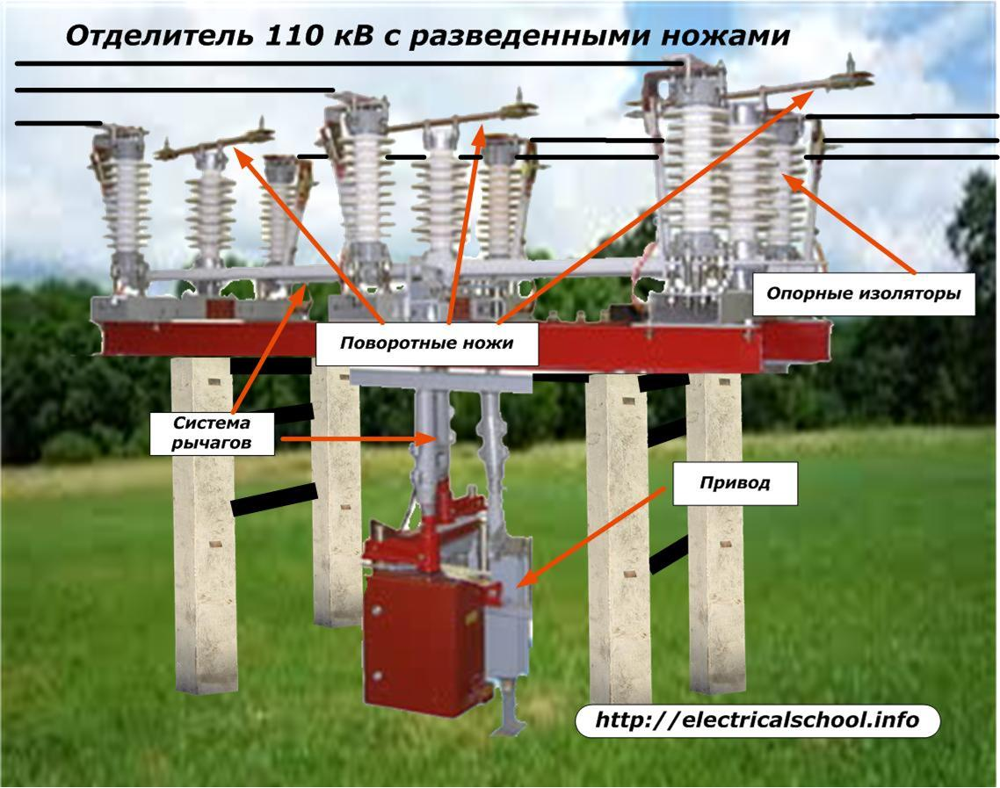 Отделитель 110 кВ с разведенными ножами
Опорные изоляторы
Поворотные ножи
Система
рычагов
Привод
http://electricalschool.info